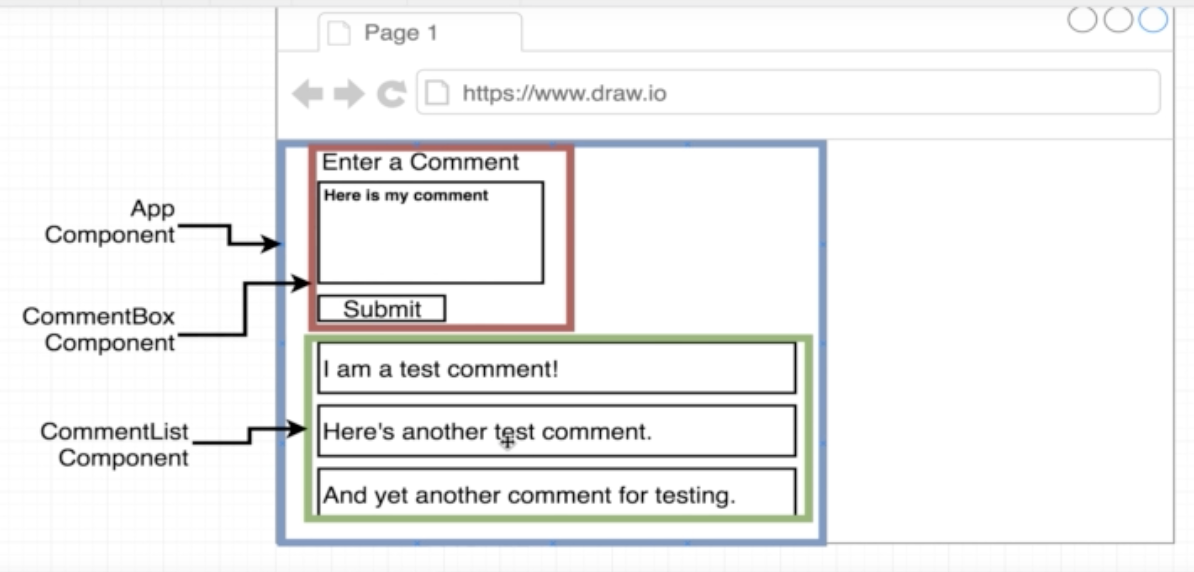 Page 1
https://www.draw.io
Enter a Comment
Here is my comment
Submit
I am a test comment!
Here's another test comment.
And yet another comment for testing.
App
Component
CommentBox
Component
CommentList
Component